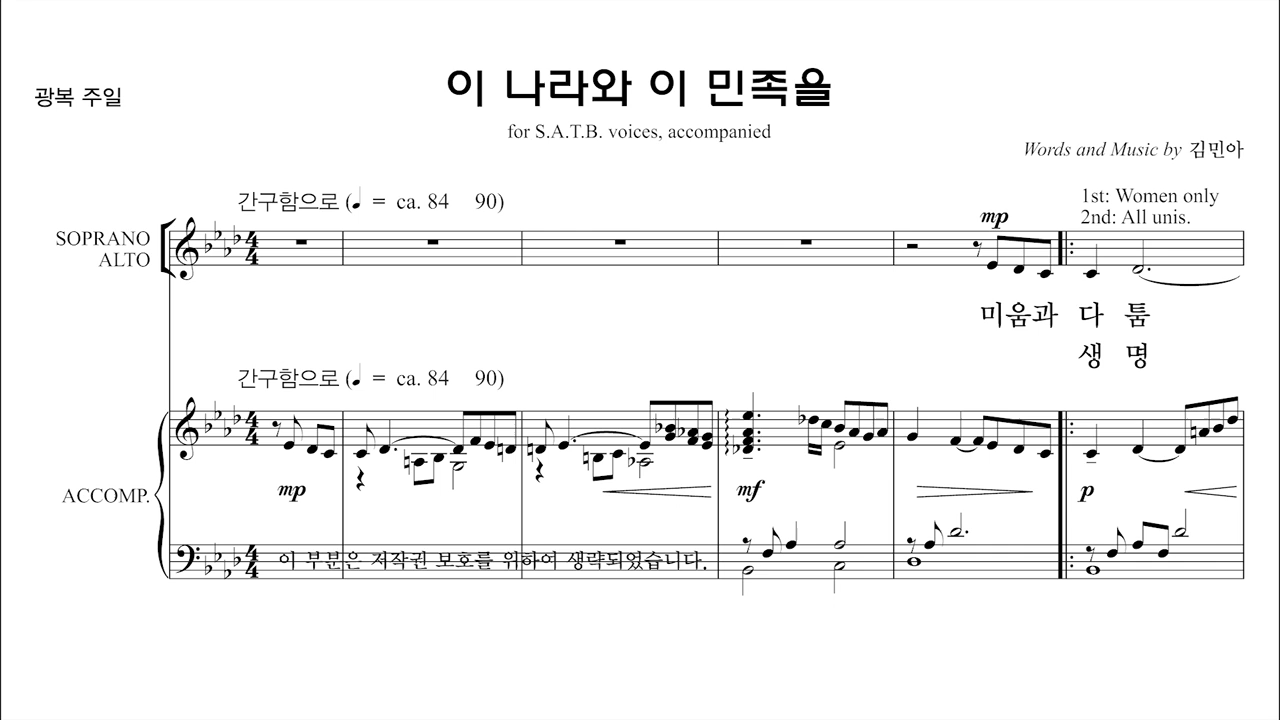 이 나라와 이 민족을
광복 주일
for S.A.T.B. voices, accompanied
Words and Music by 김민아
간구함으로 (♩ = ca. 84 90)
1st: Women only
2nd: All unis.
mp
SOPRANO
ALTO
미움과 다 툼
생 명
간구함으로 (♩ = ca. 84 90)
ACCOMP.
mp mf p
이 부분은 저작권 보호를 위하여 생략되었습니다.